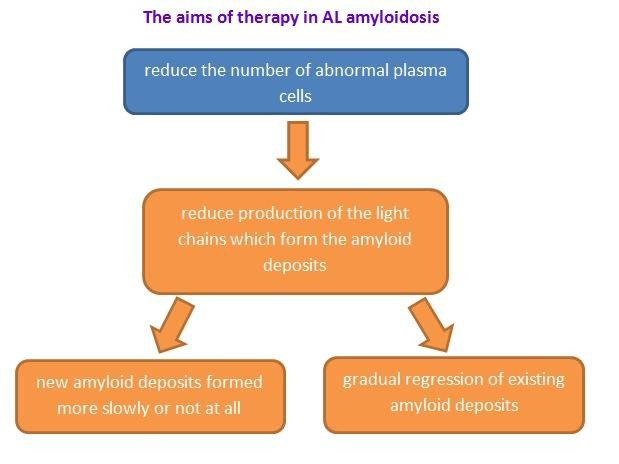 The aims of therapy in AL amyloidosis
reduce the number of abnormal plasma
cells
reduce production of the light
chains which form the amyloid
deposits
new amyloid deposits formed
more slowly or not at all
gradual regression of existing
amyloid deposits